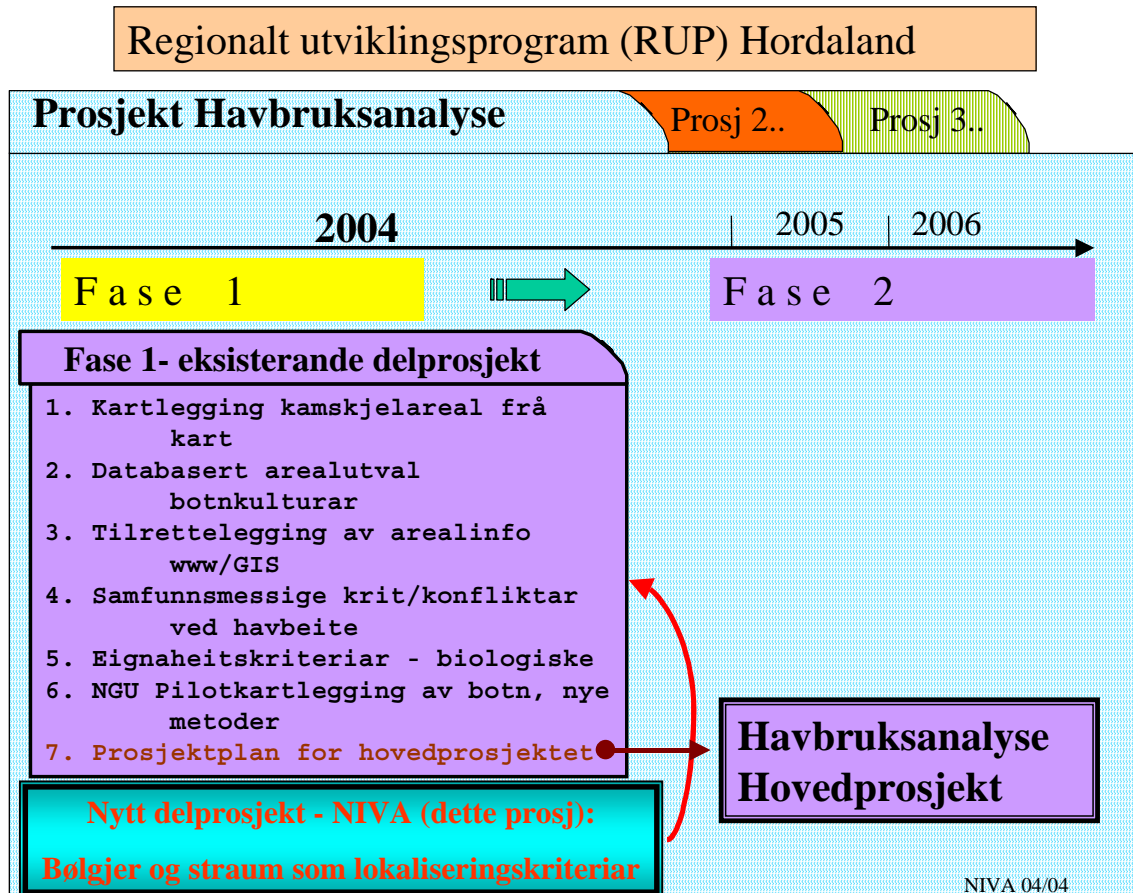 Regionalt utviklingsprogram (RUP) Hordaland
Prosjekt Havbruksanalyse
Prosj 2..
Prosj 3..
2004
2005
2006
Fase 1
Fase 2
Fase 1- eksisterande delprosjekt
1. Kartlegging kamskjelareal frå
kart
2. Databasert arealutval
botnkulturar
3. Tilrettelegging av arealinfo
www/GIS
4. Samfunnsmessige krit/konfliktar
ved havbeite
5. Eignaheitskriteriar - biologiske
6. NGU Pilotkartlegging av botn, nye
metoder
7. Prosjektplan for hovedprosjektet
Havbruksanalyse
Hovedprosjekt
Nytt delprosjekt - NIVA (dette prosj):
Bølgjer og straum som lokaliseringskriteriar
NIVA 04/04